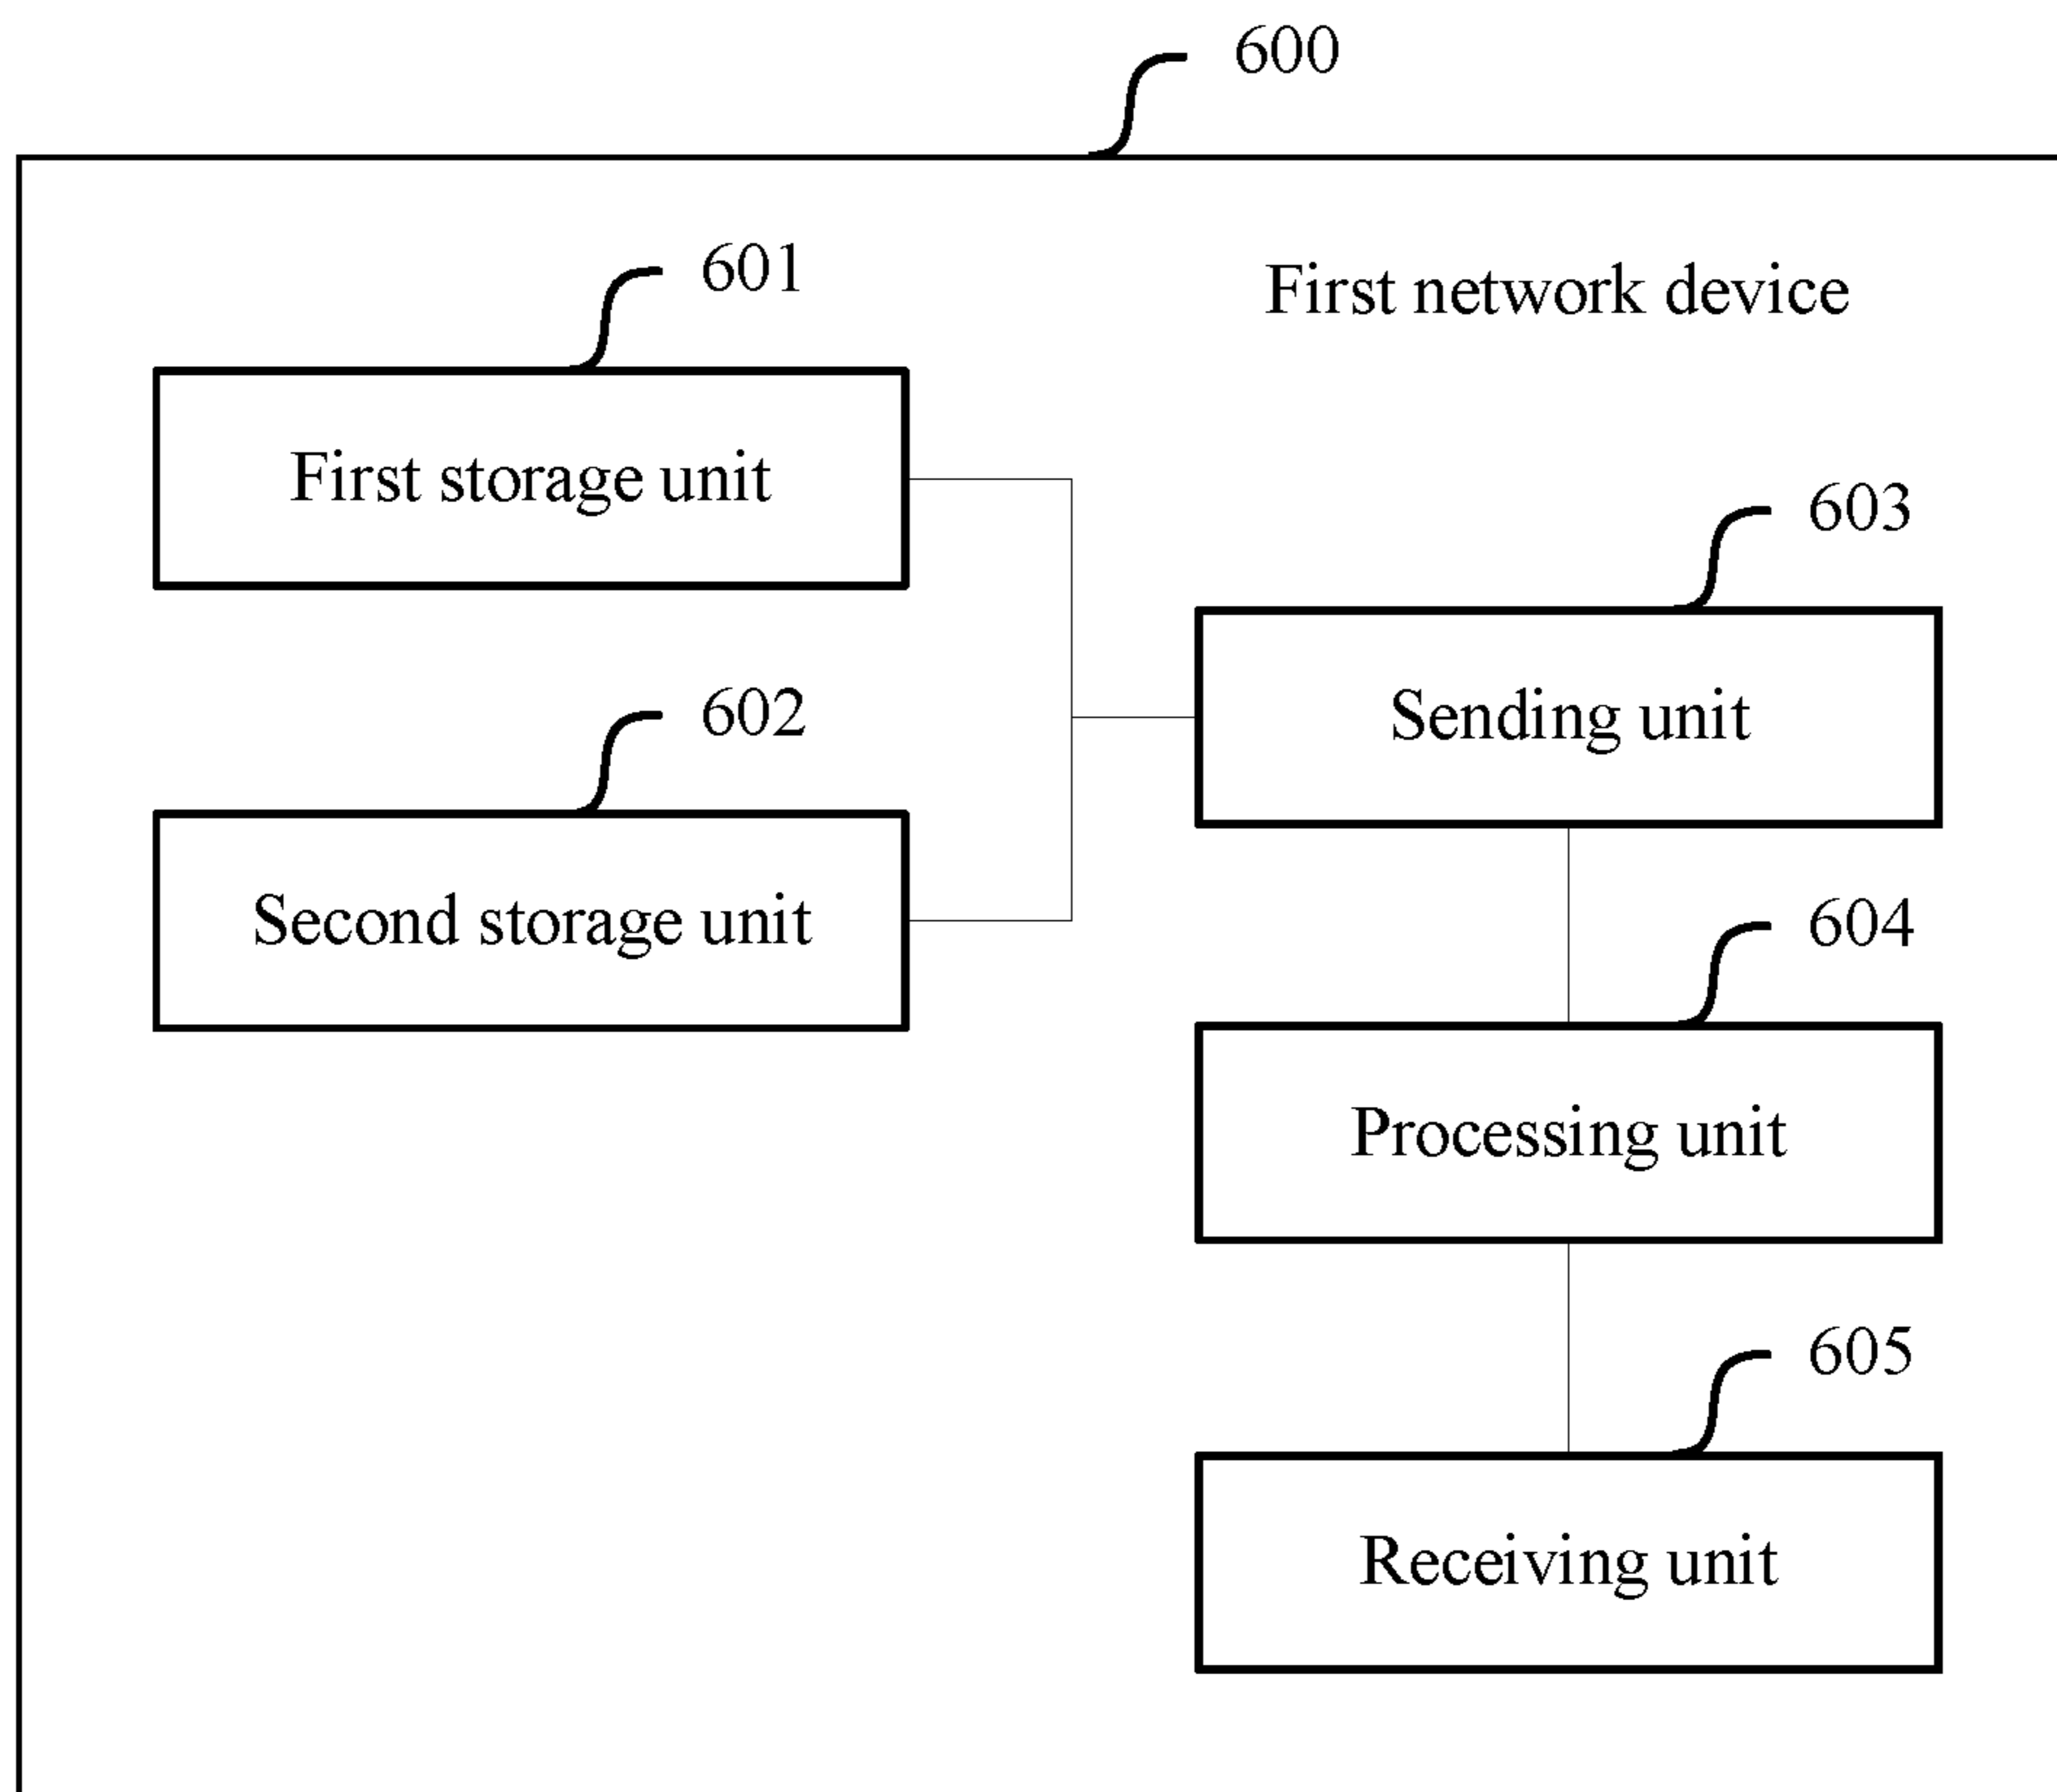 600
601
First network device
First storage unit
603
602
Sending unit
Second storage unit
604
Processing unit
605
Receiving unit